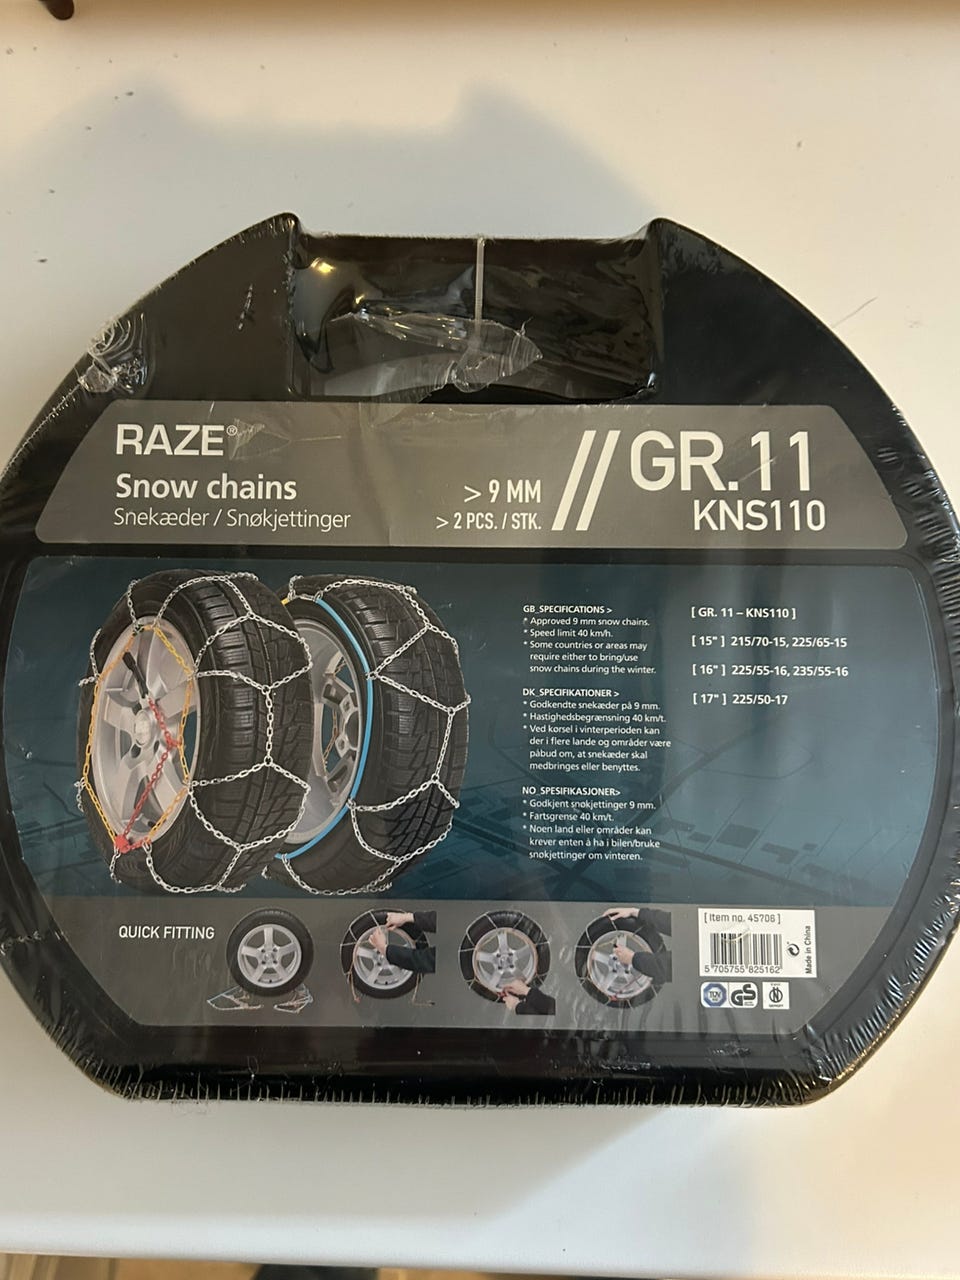 RAZE®
Snow chains
Snekæder / Snøkjettinger
> 9 MM
> 2 PCS. / STK.
GR.11
KNS110
GB_SPECIFICATIONS >
* Approved 9 mm snow chains.
* Speed limit 40 km/h.
* Some countries or areas may
require either to bring/use
snow chains during the winter.
DK_SPECIFIKATIONER >
* Godkendte snekæder på 9 mm.
* Hastighedsbegrænsning 40 km/t.
* Ved kørsel i vinterperioden kan
der i flere lande og områder være
påbud om, at snekæder skal
medbringes eller benyttes.
NO_SPESIFIKASJONER>
* Godkjent snøkjettinger 9 mm.
* Fartsgrense 40 km/t.
* Noen land eller områder kan
krever enten å ha i bilen/bruke
snøkjettinger om vinteren.
[ GR. 11 – KNS110 ]
[ 15" ] 215/70-15, 225/65-15
[ 16" ] 225/55-16, 235/55-16
[ 17" ] 225/50-17
QUICK FITTING
[ Item no. 45706 ]
5 705755 825162
Made in China
TÜV
GS